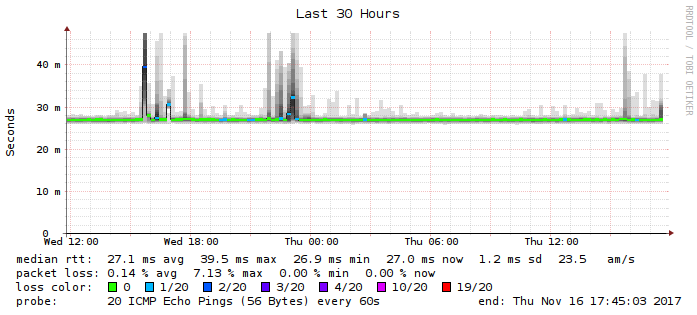 Last 30 Hours
RRDTOOL / TOBI OETIKER
Seconds
40 m
30 m
20 m
10 m
0
Wed 12:00 Wed 18:00 Thu 00:00 Thu 06:00 Thu 12:00
median rtt: 27.1 ms avg 39.5 ms max 26.9 ms min 27.0 ms now 1.2 ms sd 23.5 am/s
packet loss: 0.14 % avg 7.13 % max 0.00 % min 0.00 % now
loss color: 0 1/20 2/20 3/20 4/20 10/20 19/20
probe: 20 ICMP Echo Pings (56 Bytes) every 60s end: Thu Nov 16 17:45:03 2017